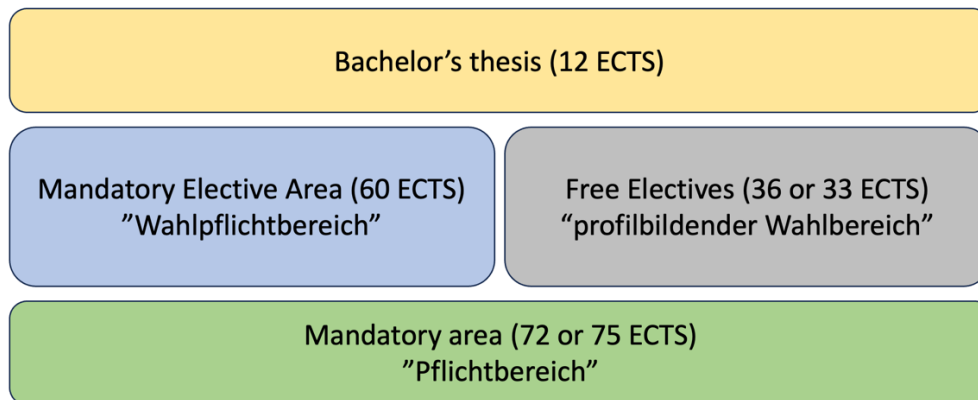 Bachelor’s thesis (12 ECTS)
Mandatory Elective Area (60 ECTS)
”Wahlpflichtbereich”
Free Electives (36 or 33 ECTS)
“profilbildender Wahlbereich”
Mandatory area (72 or 75 ECTS)
”Pflichtbereich”